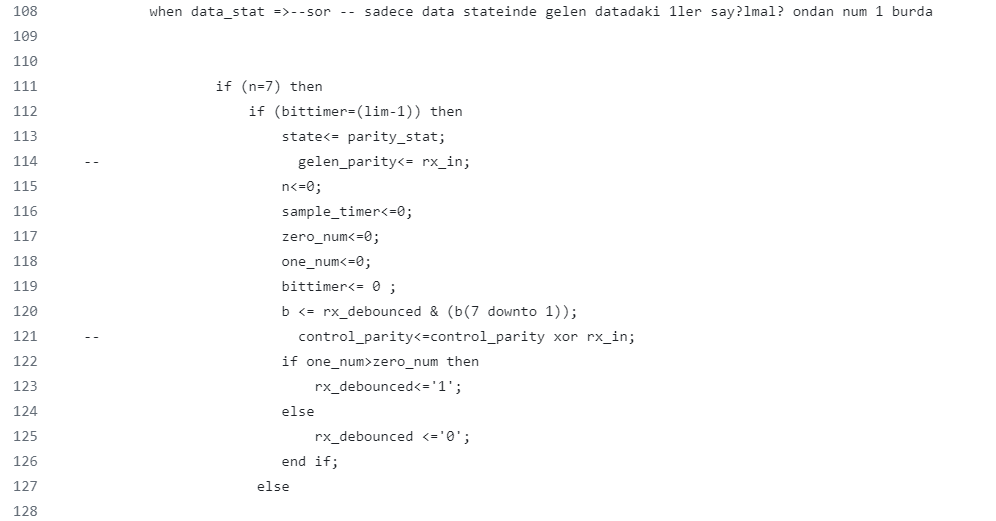 108 when data_stat =>--sor -- sadece data stateinde gelen datadaki 1ler say?lmal? ondan num 1 burda
109
110
111 if (n=7) then
112 if (bittimer=(lim-1)) then
113 state<= parity_stat;
114 -- gelen_parity<= rx_in;
115 n<=0;
116 sample_timer<=0;
117 zero_num<=0;
118 one_num<=0;
119 bittimer<= 0 ;
120 b <= rx_debounced & (b(7 downto 1));
121 -- control_parity<=control_parity xor rx_in;
122 if one_num>zero_num then
123 rx_debounced<='1';
124 else
125 rx_debounced <='0';
126 end if;
127 else
128